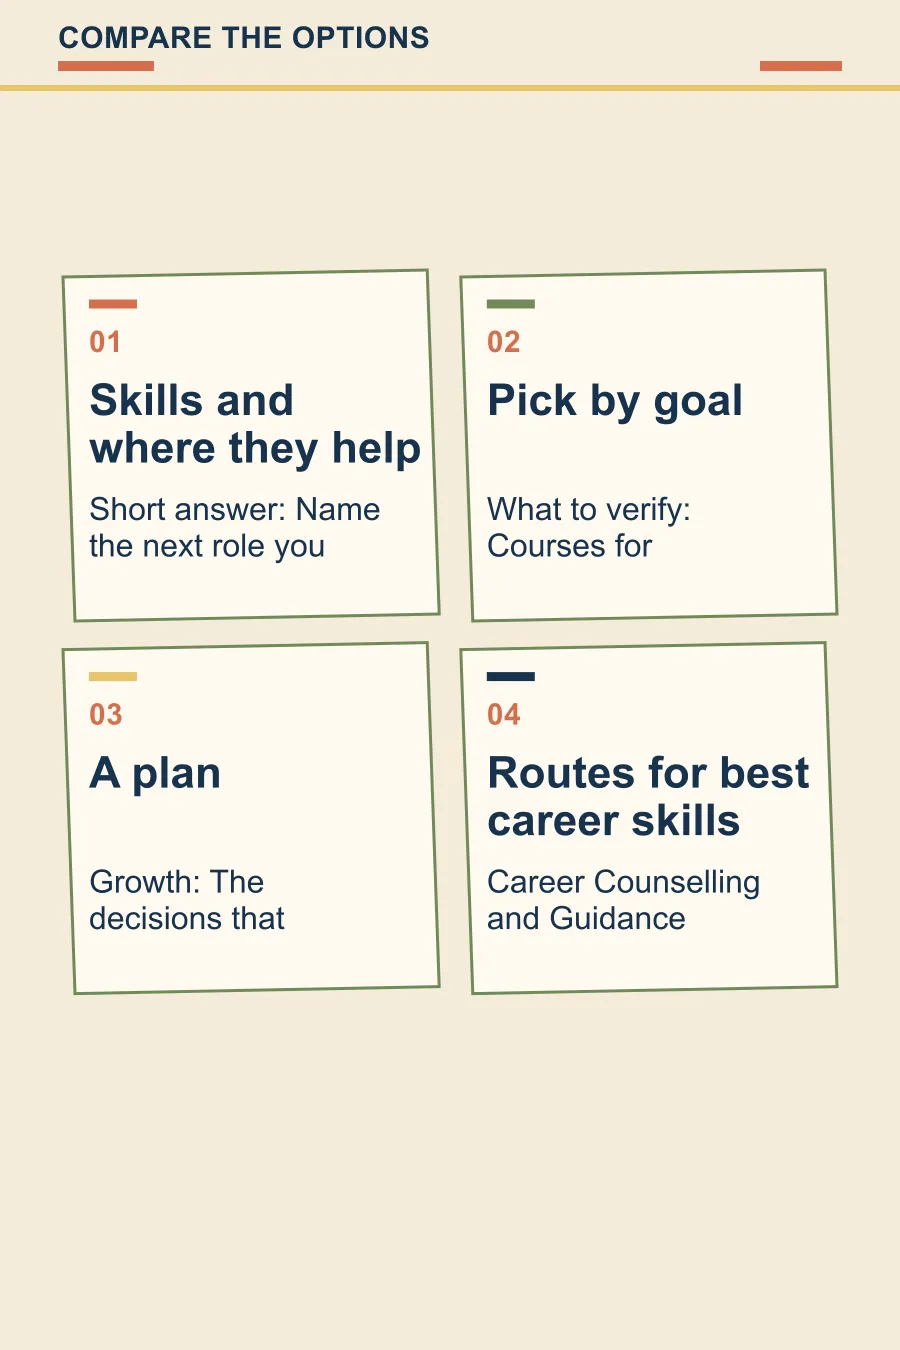 COMPARE THE OPTIONS
01
Skills and
where they help
Short answer: Name
the next role you
02
Pick by goal
What to verify:
Courses for
03
A plan
Growth: The
decisions that
04
Routes for best
career skills
Career Counselling
and Guidance